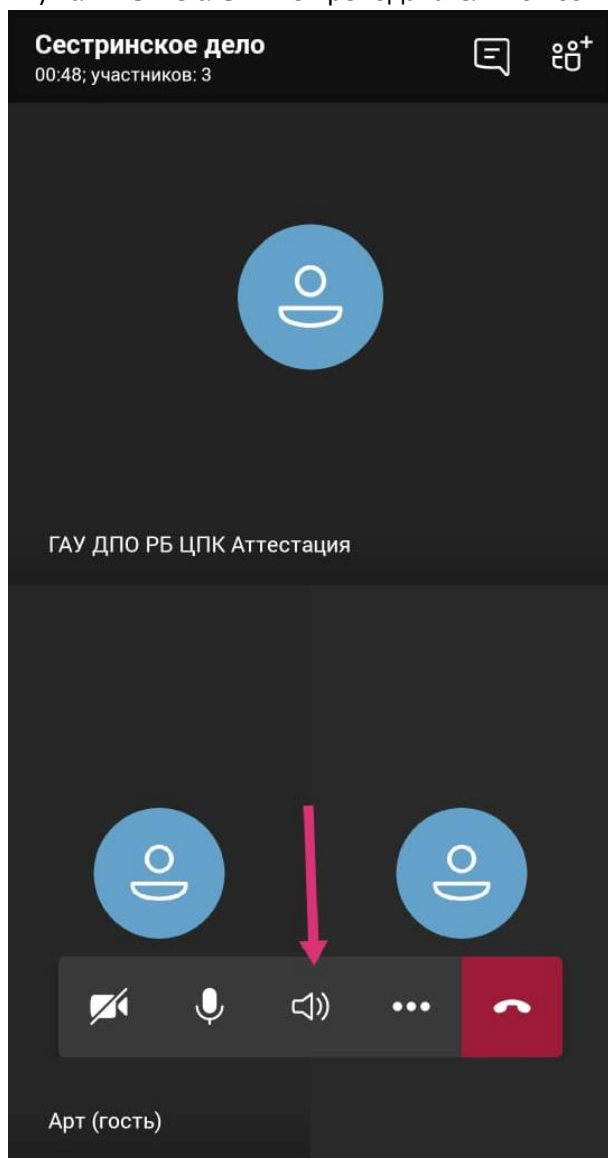 Сестринское дело
00:48; участников: 3
ГАУ ДПО РБ ЦПК Аттестация
Арт (гость)